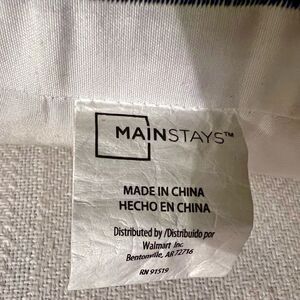 MAINSTAYS™
MADE IN CHINA
HECHO EN CHINA
Distributed by /Distribuido por
Walmart Inc.
Bentonville, AR 72716
RN 91519